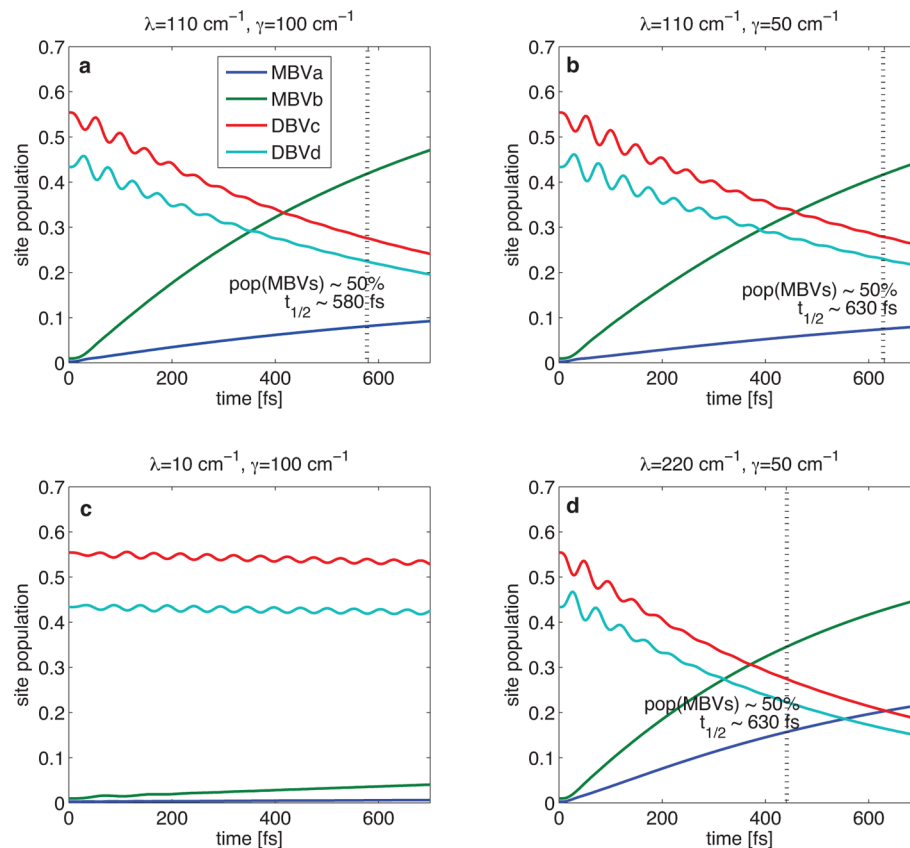 λ=110 cm⁻¹, γ=100 cm⁻¹
a
MBVa
MBVb
DBVc
DBVd
0.7
0.6
0.5
0.4
0.3
0.2
0.1
0
site population
pop(MBVs) ~ 50%
t1/2 ~ 580 fs
0 200 400 600
time [fs]
λ=110 cm⁻¹, γ=50 cm⁻¹
b
0.7
0.6
0.5
0.4
0.3
0.2
0.1
0
site population
pop(MBVs) ~ 50%
t1/2 ~ 630 fs
0 200 400 600
time [fs]
λ=10 cm⁻¹, γ=100 cm⁻¹
c
0.7
0.6
0.5
0.4
0.3
0.2
0.1
0
site population
0 200 400 600
time [fs]
λ=220 cm⁻¹, γ=50 cm⁻¹
d
0.7
0.6
0.5
0.4
0.3
0.2
0.1
0
site population
pop(MBVs) ~ 50%
t1/2 ~ 630 fs
0 200 400 600
time [fs]